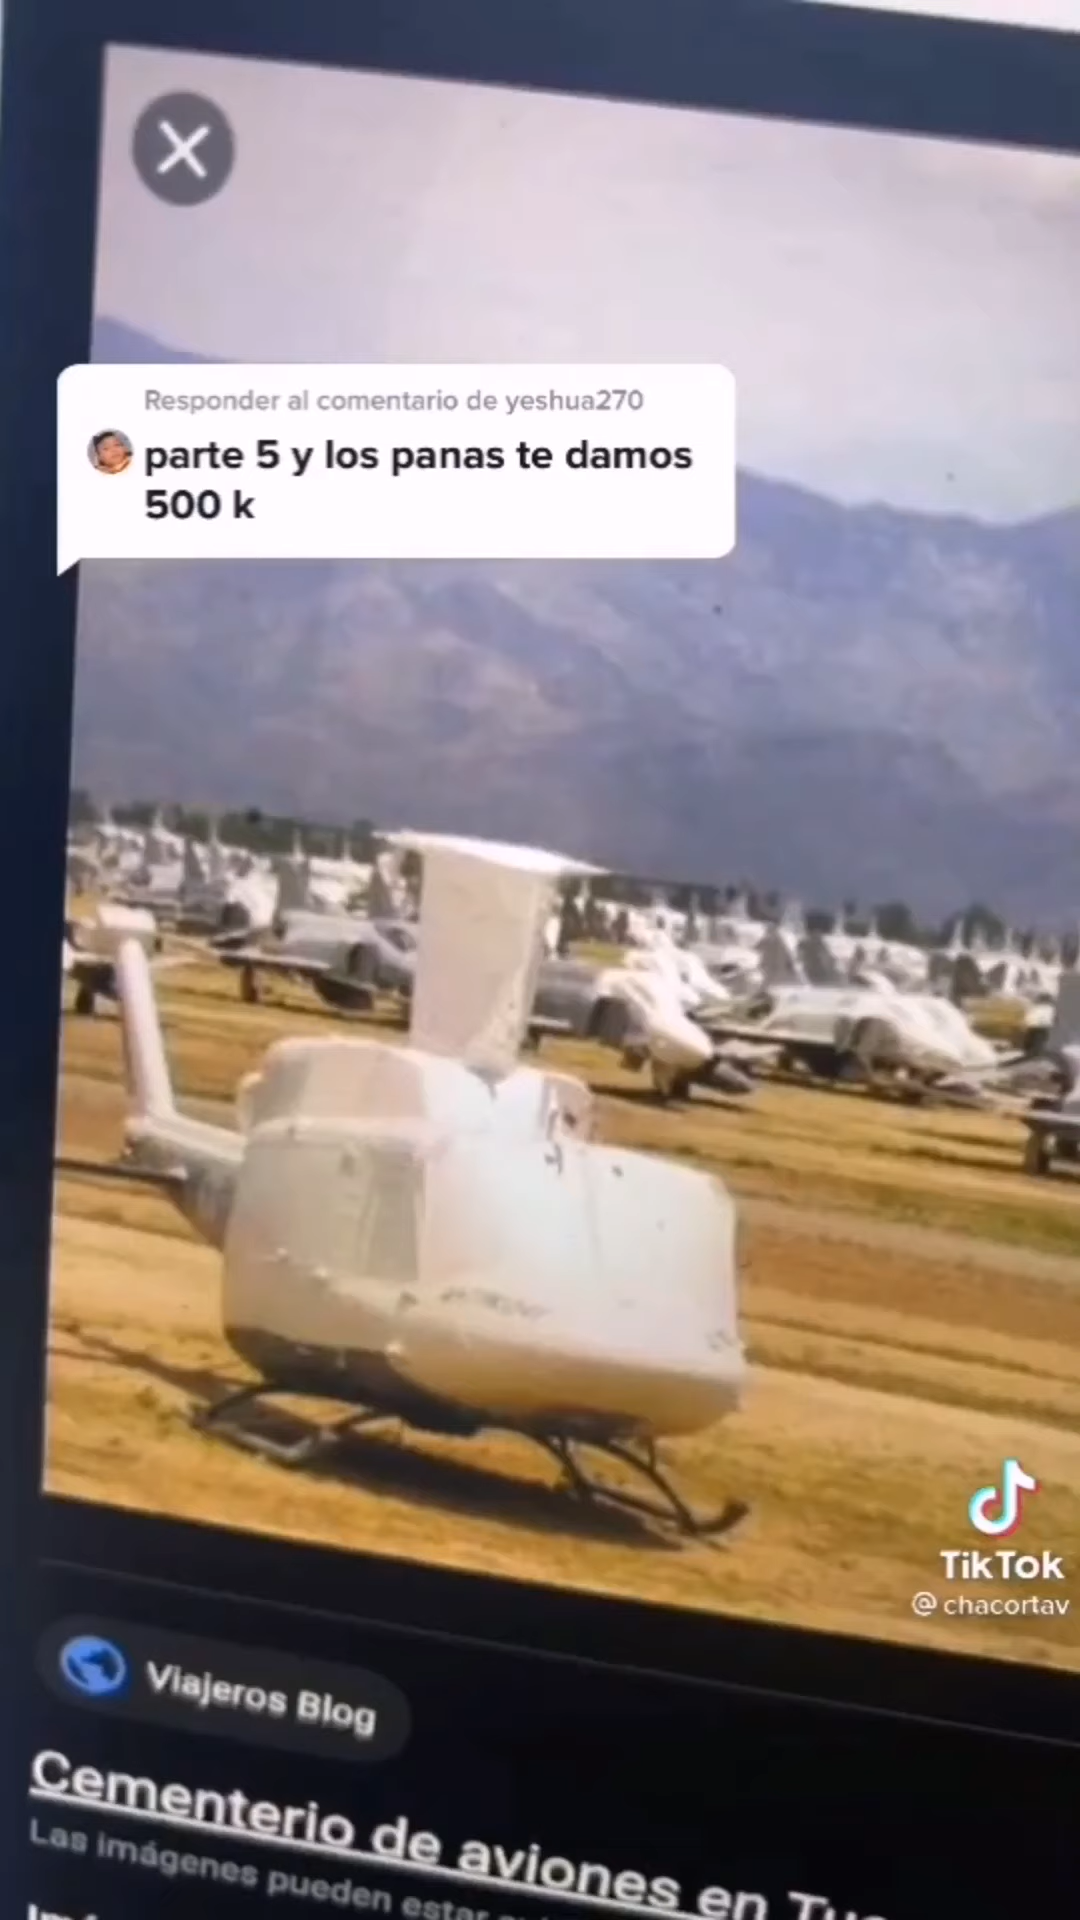 Responder al comentario de yeshua270
parte 5 y los panas te damos
500 k
TikTok
@chacortav
Viajeros Blog
Cementerio de aviones en
Las imágenes pueden estar